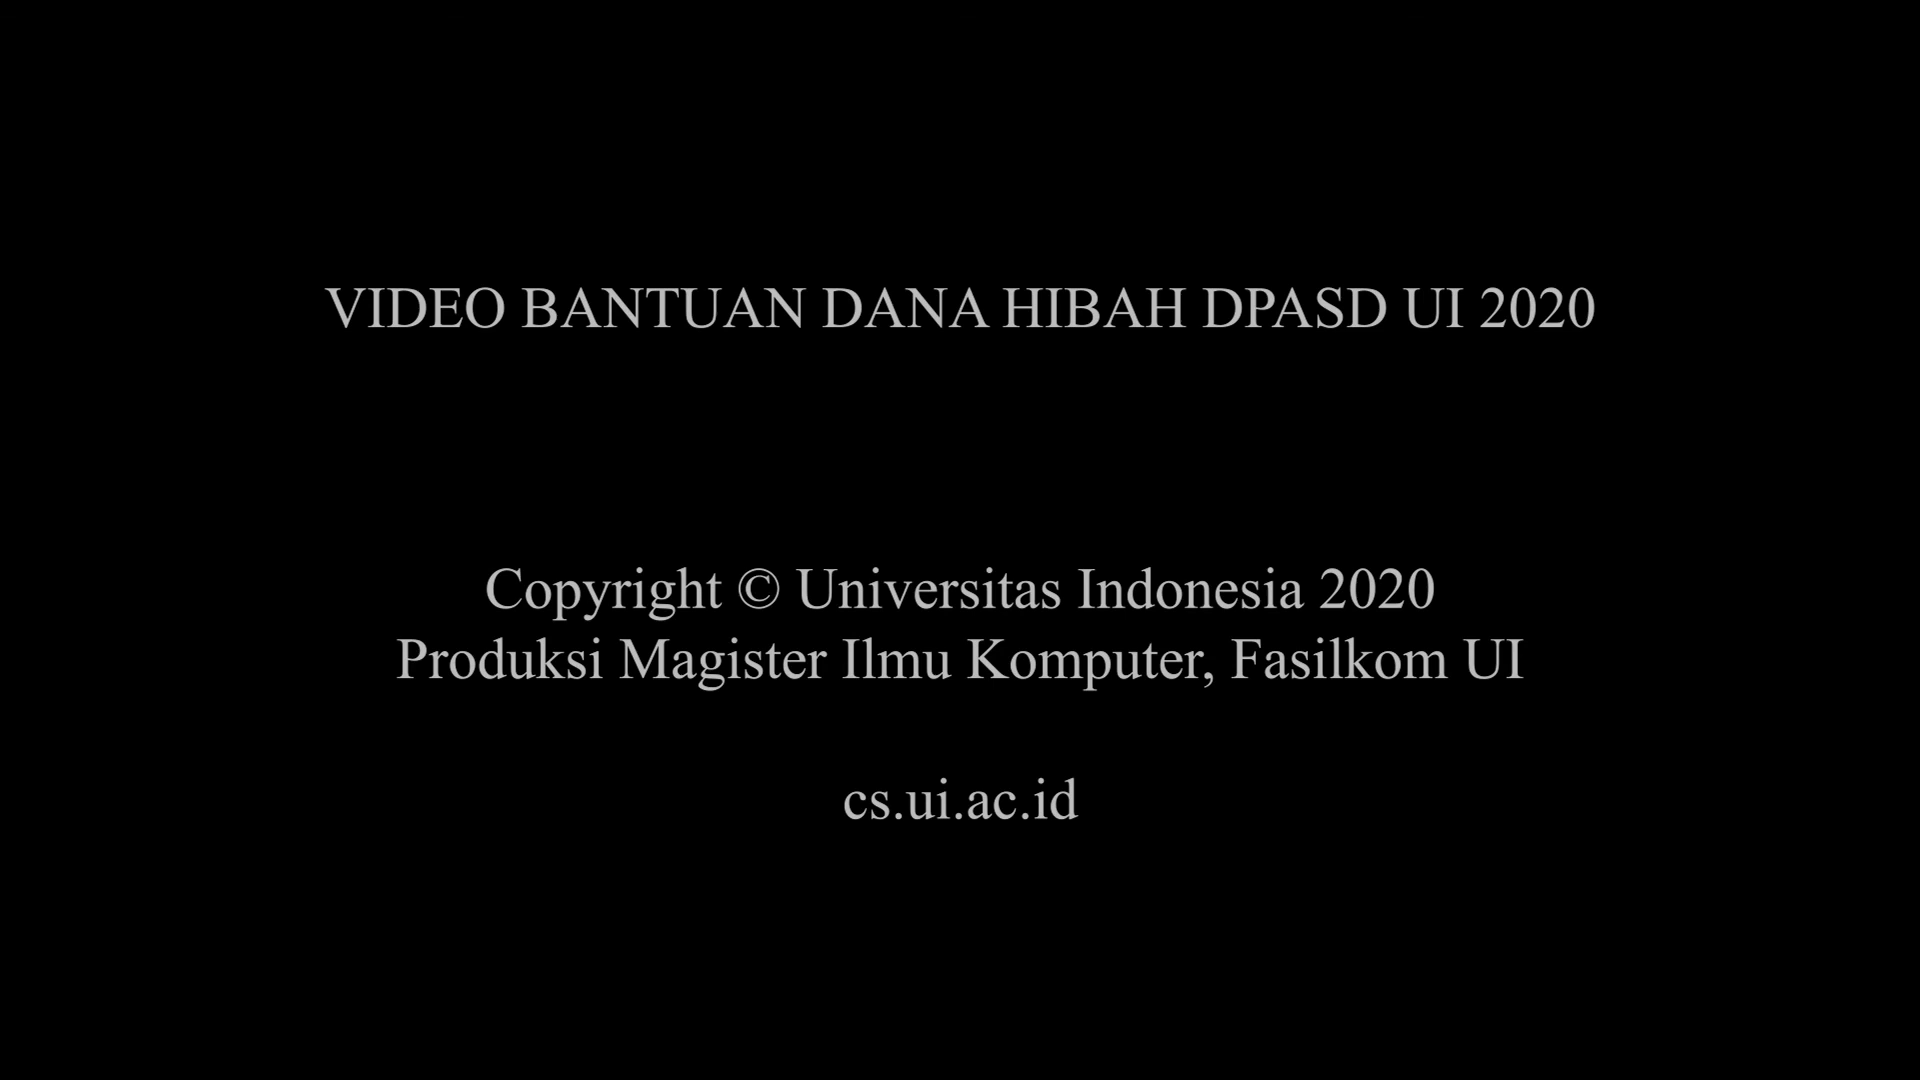 VIDEO BANTUAN DANA HIBAH DPASD UI 2020
Copyright © Universitas Indonesia 2020
Produksi Magister Ilmu Komputer, Fasilkom UI
cs.ui.ac.id